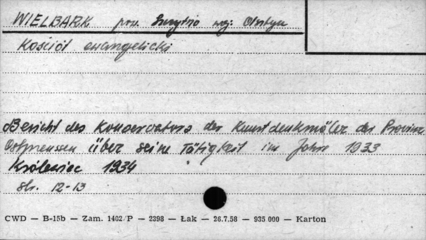 WIELBARK pow. Szczytno woj. Olsztyn
Kościół ewangelicki
Bericht des Konservators der Kunstdenkmäler der Provinz
Ostpreussen über seine Tätigkeit im Jahre 1933
Królewiec 1934
str. 12-13
CWD — B-15b — Zam. 1402/P — 2398 — Łak — 28.7.58 — 935 000 — Karton